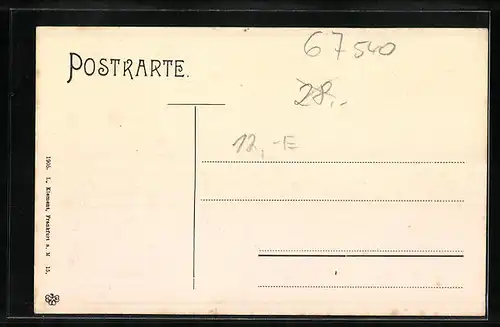 67540
POSTKARTE.
28,-
12,-E
1905. L. Klement, Frankfurt a. M 15.